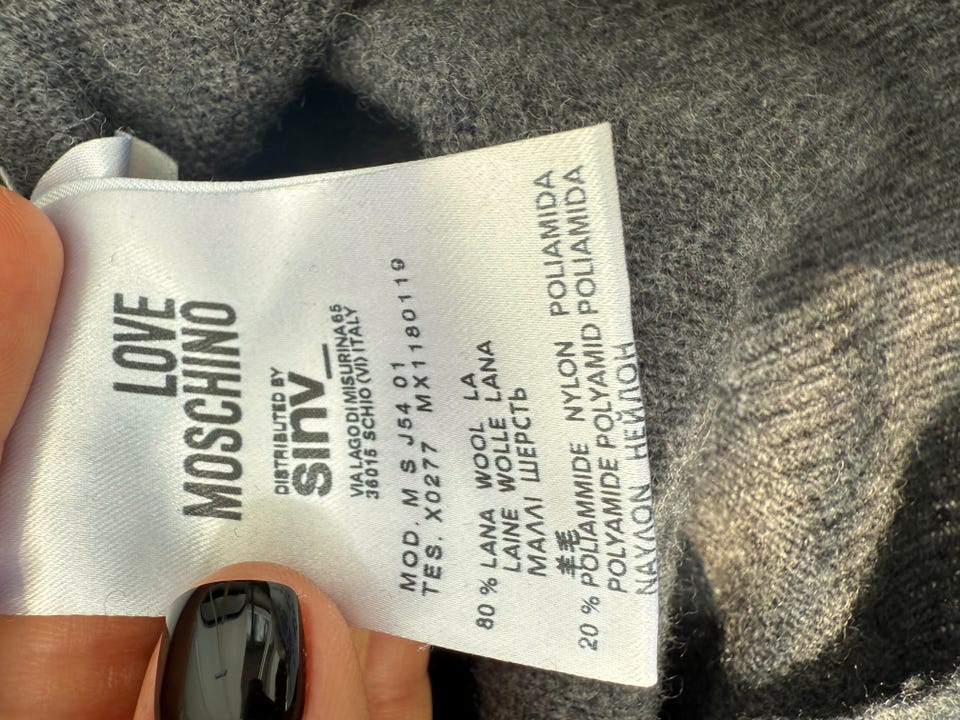 LOVE
MOSCHINO
DISTRIBUTED BY
sinv_
VIA LAGO DI MISURINA 65
36015 SCHIO (VI) ITALY
MOD. M S J54 01
TES. X0277 MX1180119
80 % LANA WOOL LA
LAINE WOLLE LANA
ΜΑΛΛΙ ШЕРСТЬ
羊毛
20 % POLIAMMIDE NYLON POLIAMIDA
POLYAMIDE POLYAMID POLIAMIDA
ΝΑΥΛΟΝ НЕЙЛОН